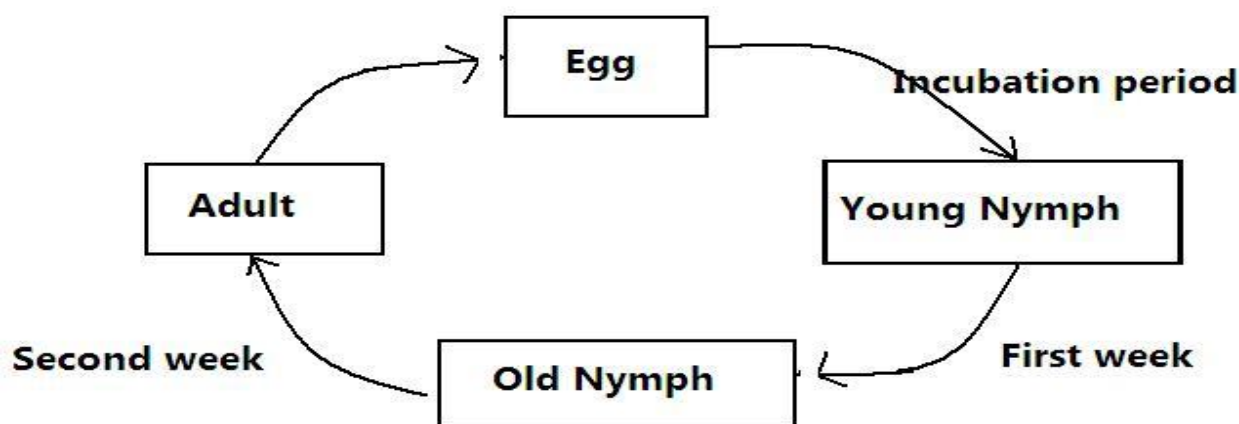 Egg
Incubation period
Adult
Young Nymph
Second week
First week
Old Nymph